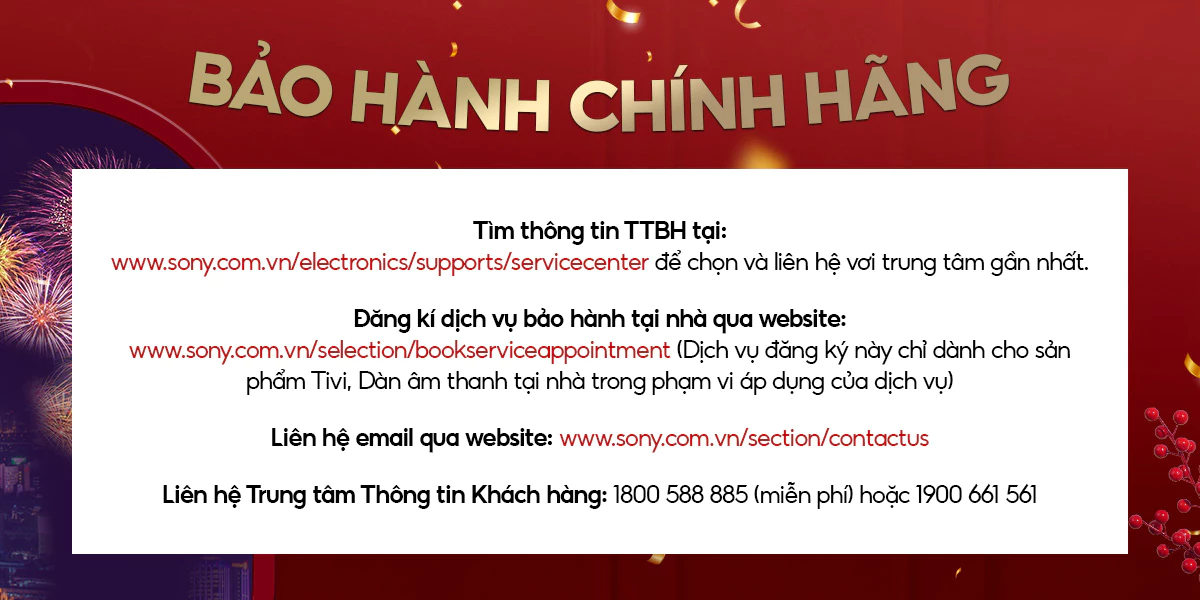 BẢO HÀNH CHÍNH HÃNG
Tìm thông tin TTBH tại:
www.sony.com.vn/electronics/supports/servicecenter để chọn và liên hệ vơi trung tâm gần nhất.
Đăng kí dịch vụ bảo hành tại nhà qua website:
www.sony.com.vn/selection/bookserviceappointment (Dịch vụ đăng ký này chỉ dành cho sản
phẩm Tivi, Dàn âm thanh tại nhà trong phạm vi áp dụng của dịch vụ)
Liên hệ email qua website: www.sony.com.vn/section/contactus
Liên hệ Trung tâm Thông tin Khách hàng: 1800 588 885 (miễn phí) hoặc 1900 661 561